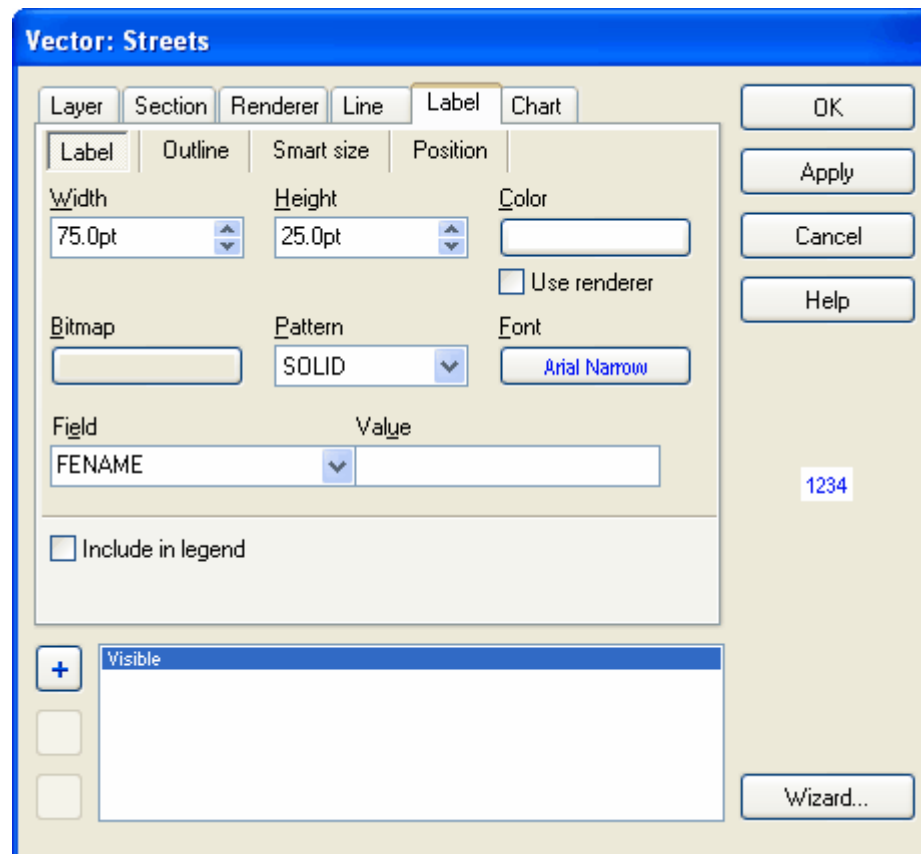 Vector: Streets
Layer Section Renderer Line Label Chart
Label Outline Smart size Position
Width Height Color
75.0pt 25.0pt
Use renderer
Bitmap Pattern Font
SOLID Arial Narrow
Field Value
FENAME
Include in legend
Visible
+
OK
Apply
Cancel
Help
1234
Wizard...